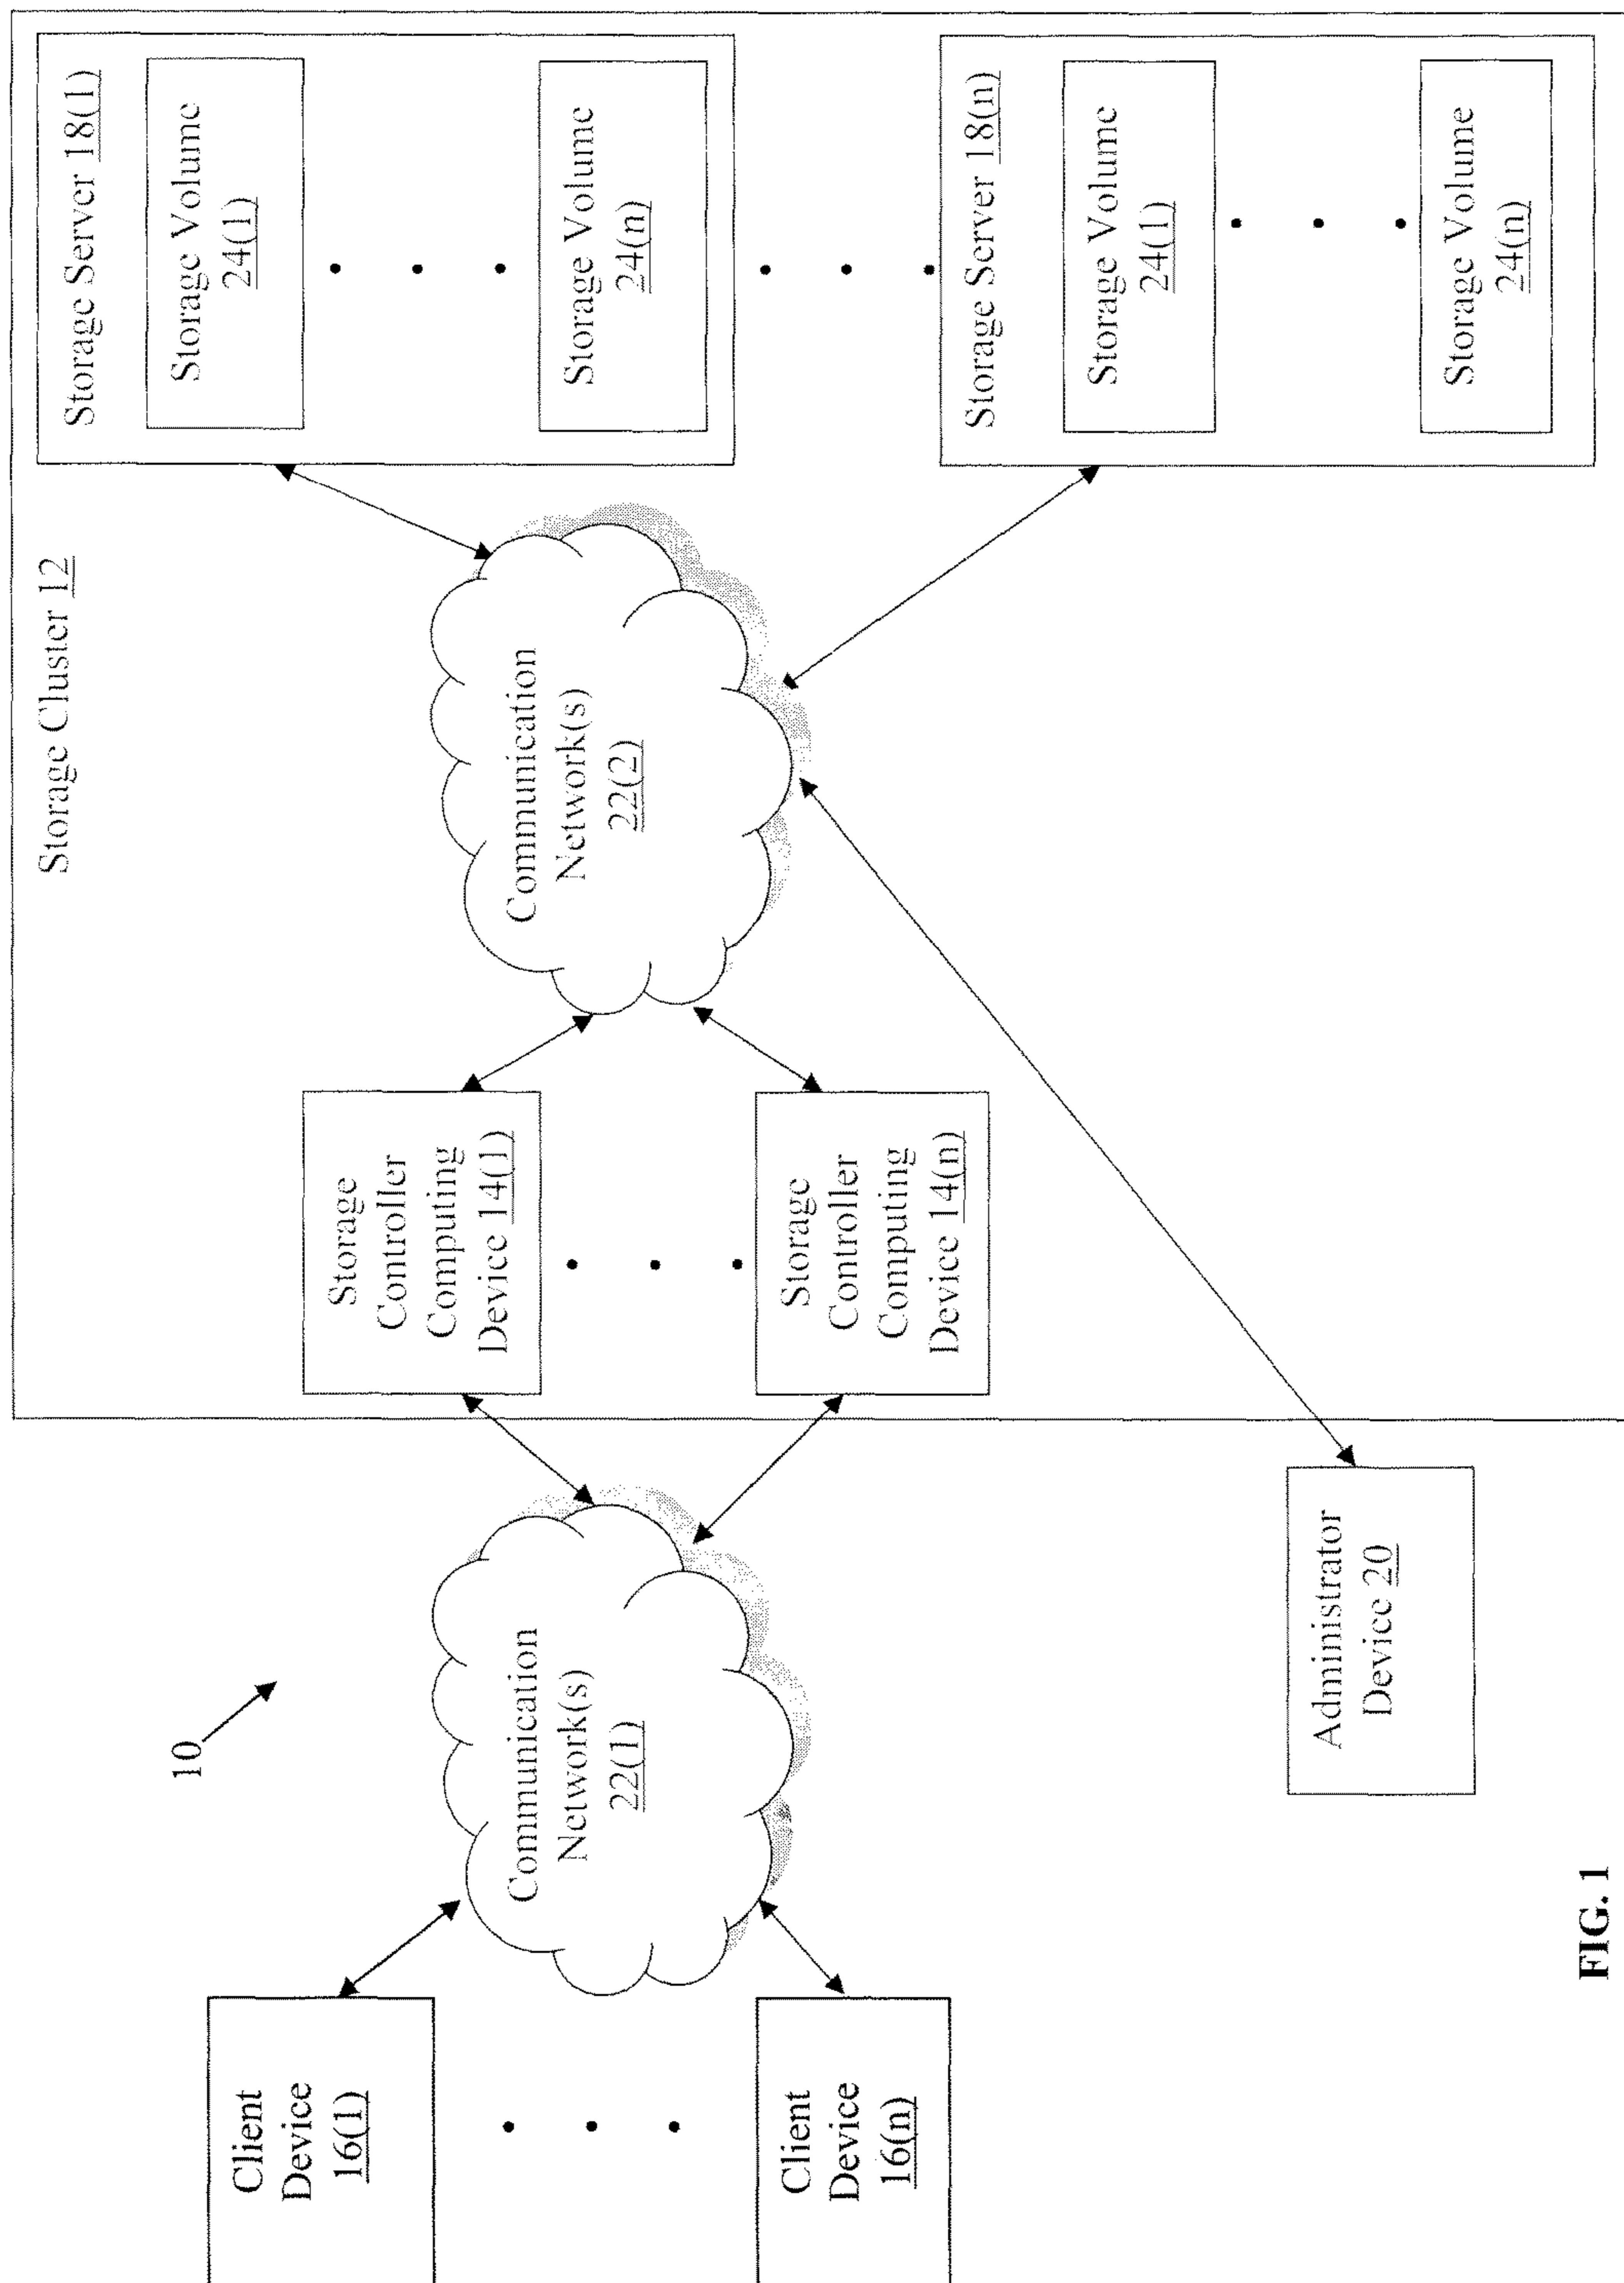 10
Client
Device
16(1)
Client
Device
16(n)
Communication
Network(s)
22(1)
Administrator
Device 20
Storage Cluster 12
Storage
Controller
Computing
Device 14(1)
Storage
Controller
Computing
Device 14(n)
Communication
Network(s)
22(2)
Storage Server 18(1)
Storage Volume
24(1)
Storage Volume
24(n)
Storage Server 18(n)
Storage Volume
24(1)
Storage Volume
24(n)
FIG. 1